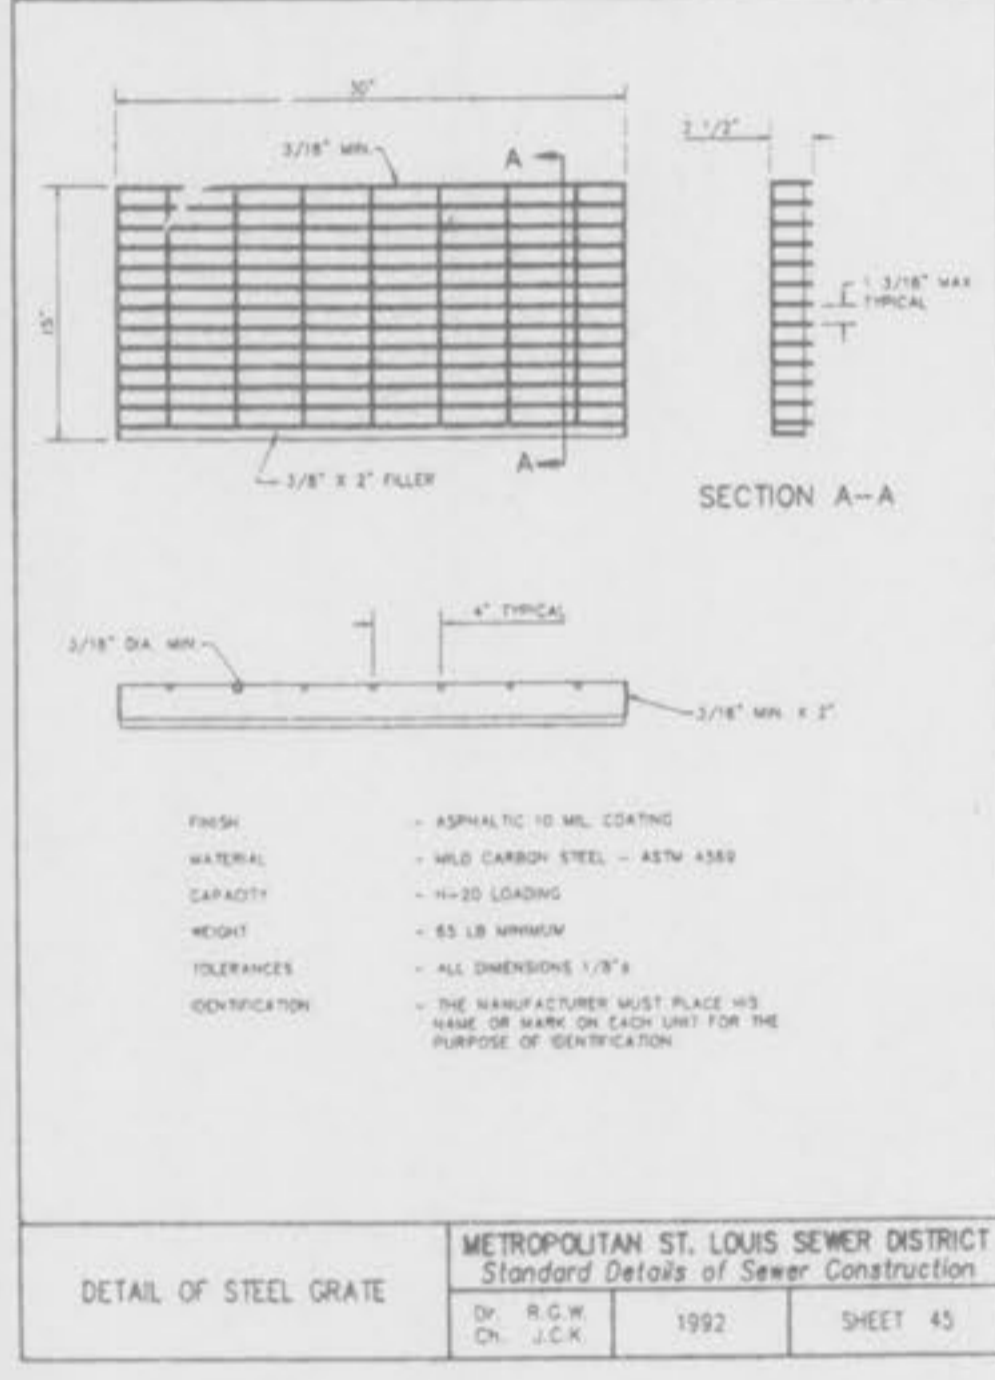 30"
3/16" MIN.
A
2 1/2"
15"
1 3/16" MAX
TYPICAL
A
3/8" X 2" FILLER
SECTION A-A
4" TYPICAL
3/16" DIA. MIN.
3/16" MIN. X 2"
FINISH - ASPHALTIC 10 MIL. COATING
MATERIAL - MILD CARBON STEEL - ASTM A569
CAPACITY - H-20 LOADING
WEIGHT - 65 LB MINIMUM
TOLERANCES - ALL DIMENSIONS 1/8"±
IDENTIFICATION - THE MANUFACTURER MUST PLACE HIS
NAME OR MARK ON EACH UNIT FOR THE
PURPOSE OF IDENTIFICATION
DETAIL OF STEEL GRATE
METROPOLITAN ST. LOUIS SEWER DISTRICT
Standard Details of Sewer Construction
Dr. R.G.W.
Ch. J.C.K.
1992
SHEET 45